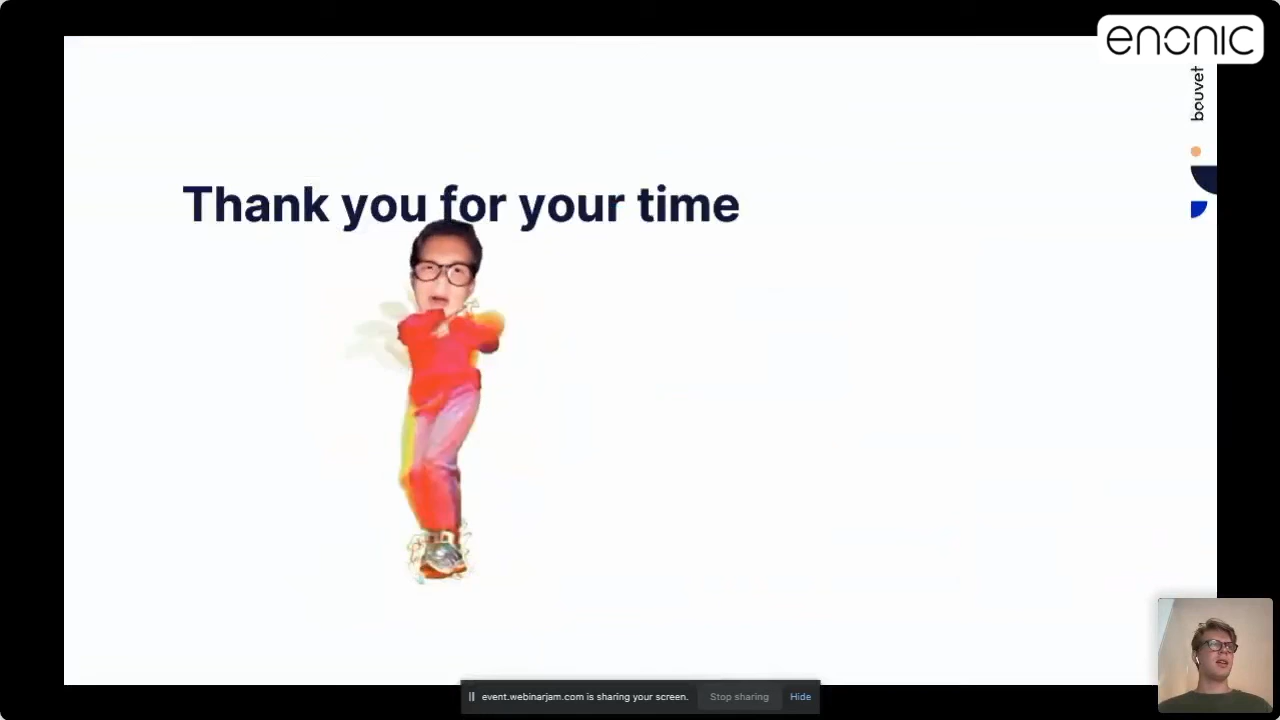 enonic
bouvet
Thank you for your time
event.webinarjam.com is sharing your screen.
Stop sharing
Hide